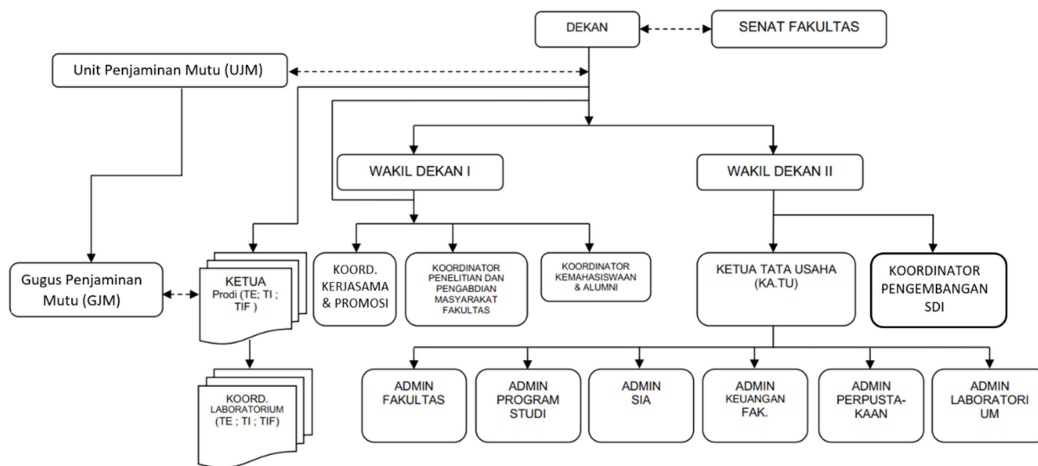 DEKAN
SENAT FAKULTAS
Unit Penjaminan Mutu (UJM)
WAKIL DEKAN I
WAKIL DEKAN II
Gugus Penjaminan
Mutu (GJM)
KETUA
Prodi (TE; TI ;
TIF )
KOORD.
KERJASAMA
& PROMOSI
KOORDINATOR
PENELITIAN DAN
PENGABDIAN
MASYARAKAT
FAKULTAS
KOORDINATOR
KEMAHASISWAAN
& ALUMNI
KETUA TATA USAHA
(KA.TU)
KOORDINATOR
PENGEMBANGAN
SDI
KOORD.
LABORATORIUM
(TE ; TI ; TIF)
ADMIN
FAKULTAS
ADMIN
PROGRAM
STUDI
ADMIN
SIA
ADMIN
KEUANGAN
FAK.
ADMIN
PERPUSTA-
KAAN
ADMIN
LABORATORI
UM